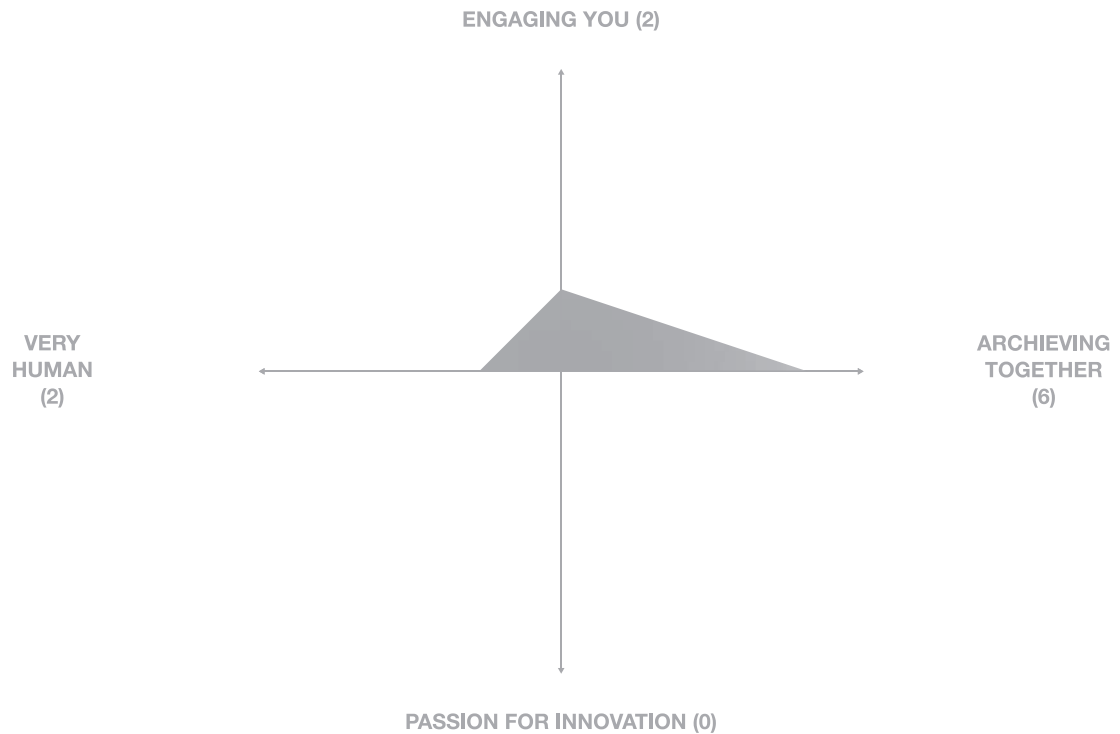 ENGAGING YOU (2)
VERY
HUMAN
(2)
ARCHIEVING
TOGETHER
(6)
PASSION FOR INNOVATION (0)